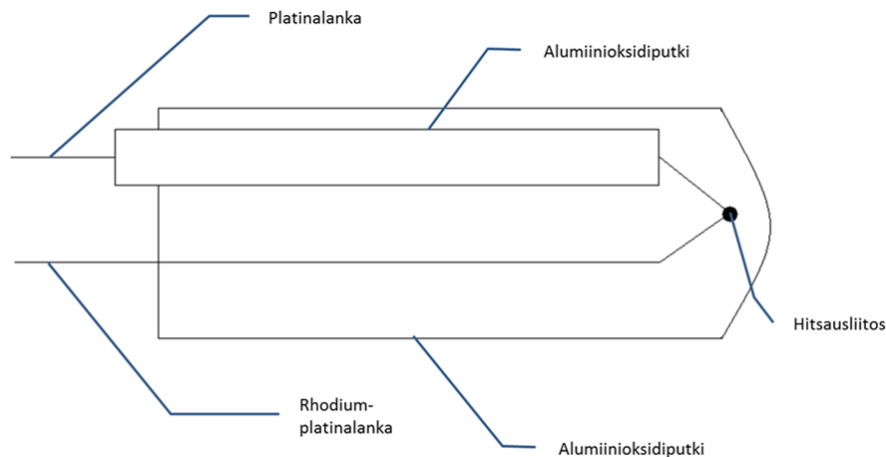 Platinalanka
Alumiinioksidiputki
Hitsausliitos
Rhodium-
platinalanka
Alumiinioksidiputki